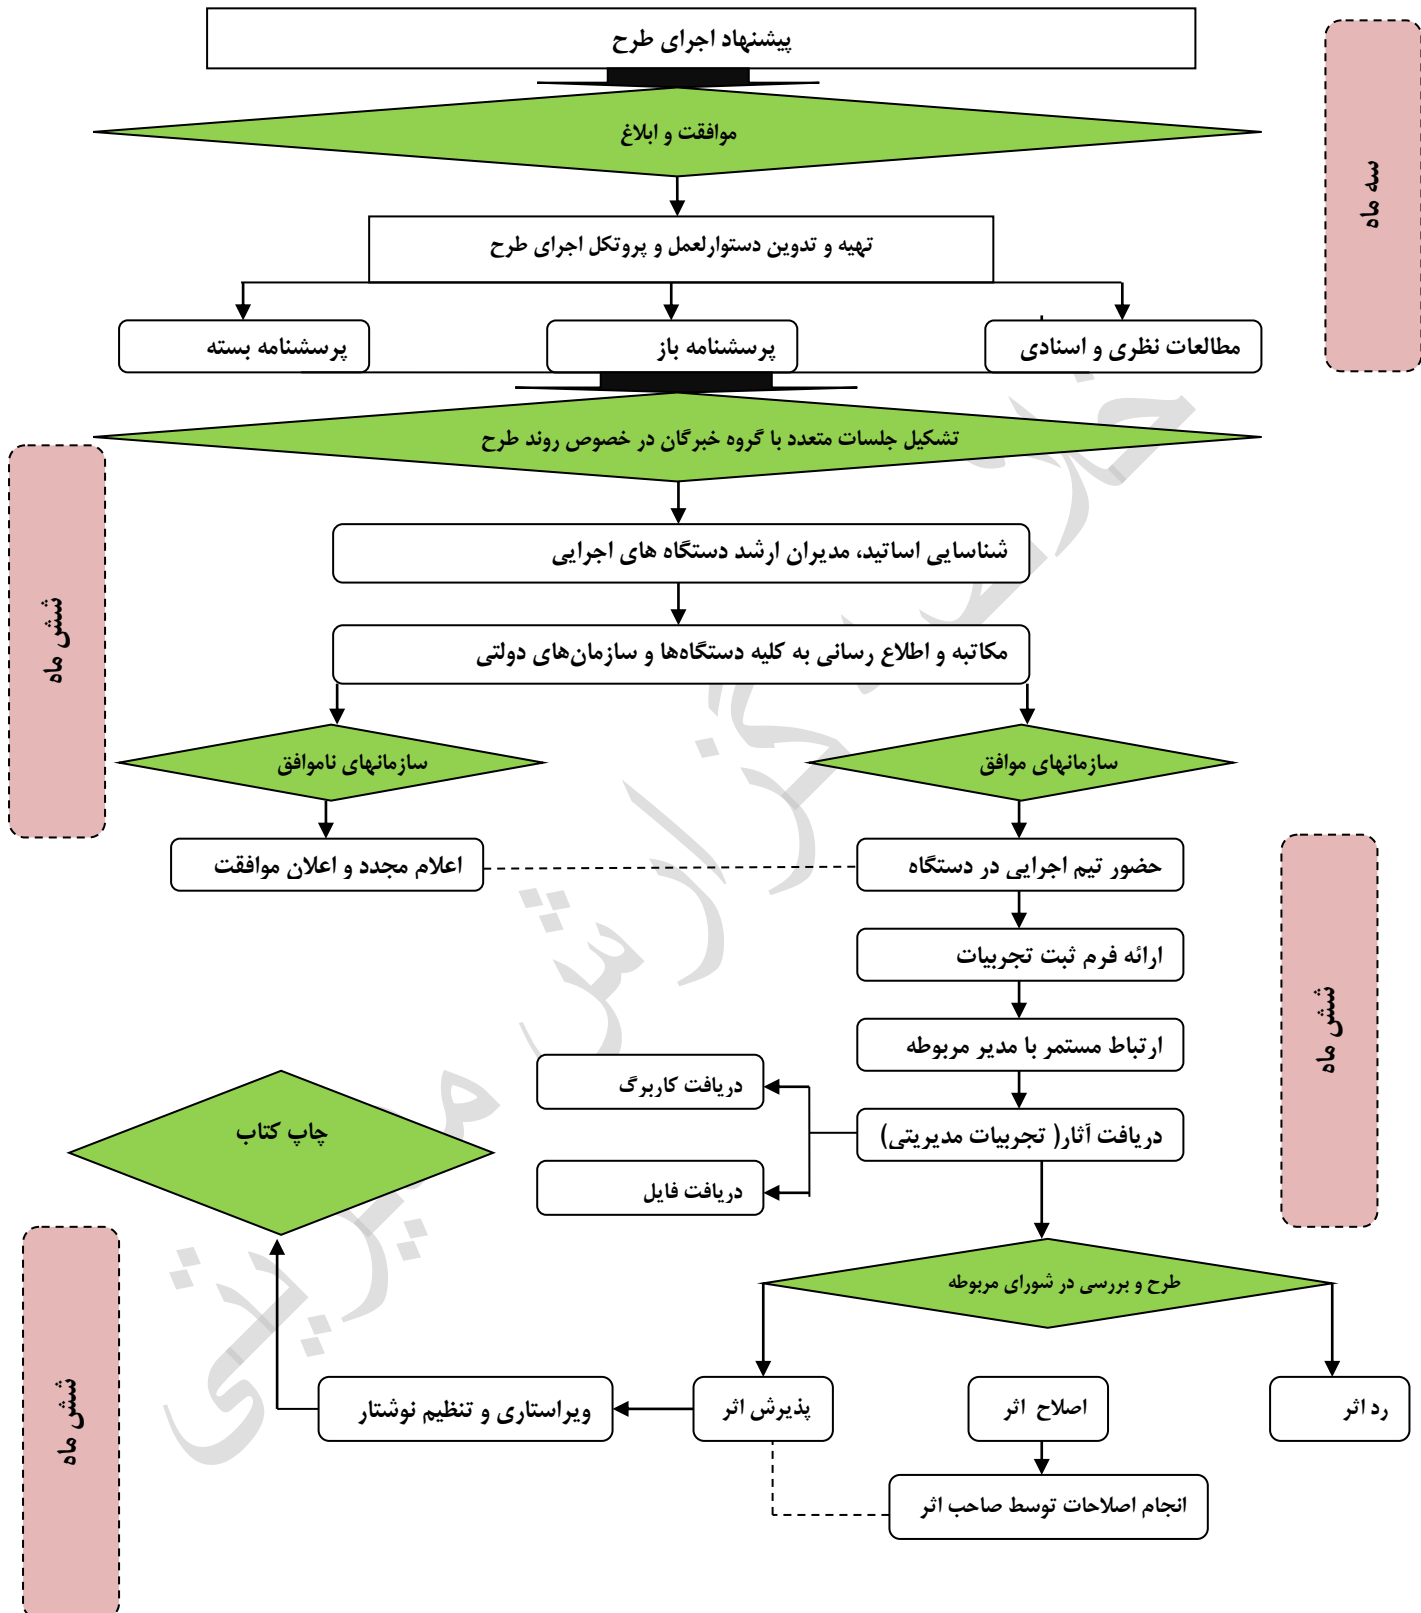 پیشنهاد اجرای طرح
سه ماه
موافقت و ابلاغ
تهیه و تدوین دستوارلعمل و پروتکل اجرای طرح
مطالعات نظری و اسنادی
پرسشنامه باز
پرسشنامه بسته
تشکیل جلسات متعدد با گروه خبرگان در خصوص روند طرح
شناسایی اساتید، مدیران ارشد دستگاه های اجرایی
شش ماه
مکاتبه و اطلاع رسانی به کلیه دستگاه‌ها و سازمان‌های دولتی
سازمانهای موافق
سازمانهای ناموافق
حضور تیم اجرایی در دستگاه
اعلام مجدد و اعلان موافقت
ارائه فرم ثبت تجربیات
شش ماه
ارتباط مستمر با مدیر مربوطه
دریافت کاربرگ
دریافت آثار( تجربیات مدیریتی)
چاپ کتاب
دریافت فایل
طرح و بررسی در شورای مربوطه
رد اثر
اصلاح اثر
پذیرش اثر
ویراستاری و تنظیم نوشتار
شش ماه
انجام اصلاحات توسط صاحب اثر
خلاصه گزارش مدیریتی